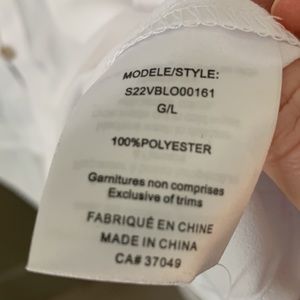 MODELE/STYLE:
S22VBLO00161
G/L
100%POLYESTER
Garnitures non comprises
Exclusive of trims
FABRIQUÉ EN CHINE
MADE IN CHINA
CA# 37049